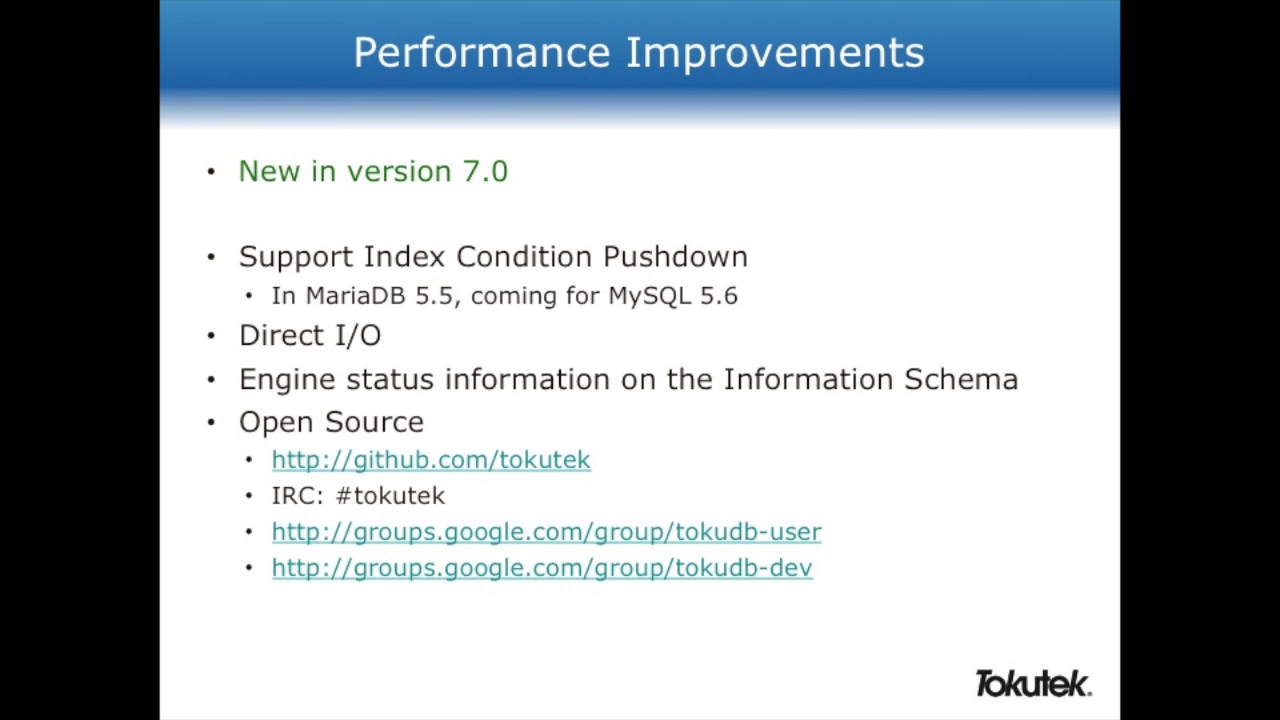 Performance Improvements
• New in version 7.0
• Support Index Condition Pushdown
• In MariaDB 5.5, coming for MySQL 5.6
• Direct I/O
• Engine status information on the Information Schema
• Open Source
• http://github.com/tokutek
• IRC: #tokutek
• http://groups.google.com/group/tokudb-user
• http://groups.google.com/group/tokudb-dev
Tokutek.